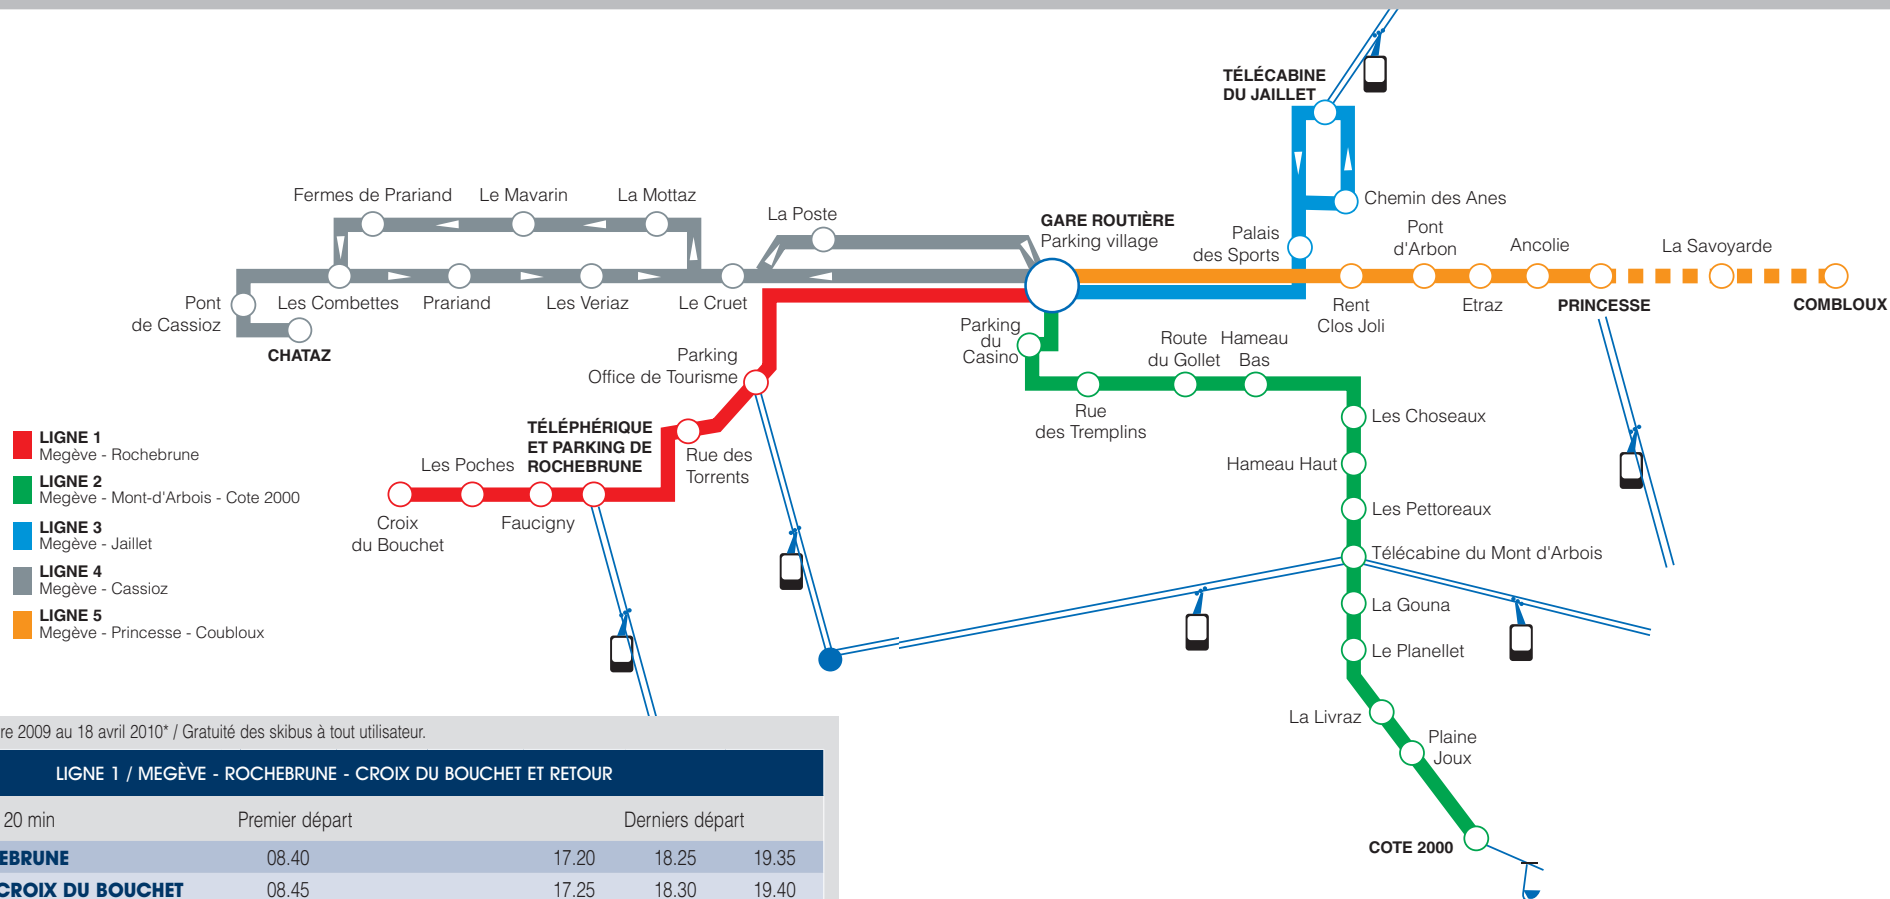 TÉLÉCABINE
DU JAILLET
Fermes de Prariand
Le Mavarin
La Mottaz
La Poste
GARE ROUTIÈRE
Parking village
Palais
des Sports
Chemin des Anes
Pont
d'Arbon
Ancolie
La Savoyarde
Pont
de Cassioz
Les Combettes
Prariand
Les Veriaz
Le Cruet
CHATAZ
Rent
Clos Joli
Etraz
PRINCESSE
COMBLOUX
Parking
Office de Tourisme
Parking
du
Casino
Route
du Gollet
Hameau
Bas
Rue
des Tremplins
Les Choseaux
Hameau Haut
Les Pettoreaux
Télécabine du Mont d'Arbois
La Gouna
Le Planellet
La Livraz
Plaine
Joux
COTE 2000
TÉLÉPHÉRIQUE
ET PARKING DE
ROCHEBRUNE
Rue des
Torrents
Les Poches
Faucigny
Croix
du Bouchet
LIGNE 1
Megève - Rochebrune
LIGNE 2
Megève - Mont-d'Arbois - Cote 2000
LIGNE 3
Megève - Jaillet
LIGNE 4
Megève - Cassioz
LIGNE 5
Megève - Princesse - Coubloux
re 2009 au 18 avril 2010* / Gratuité des skibus à tout utilisateur.
LIGNE 1 / MEGÈVE - ROCHEBRUNE - CROIX DU BOUCHET ET RETOUR
20 min Premier départ Derniers départ
EBRUNE 08.40 17.20 18.25 19.35
CROIX DU BOUCHET 08.45 17.25 18.30 19.40